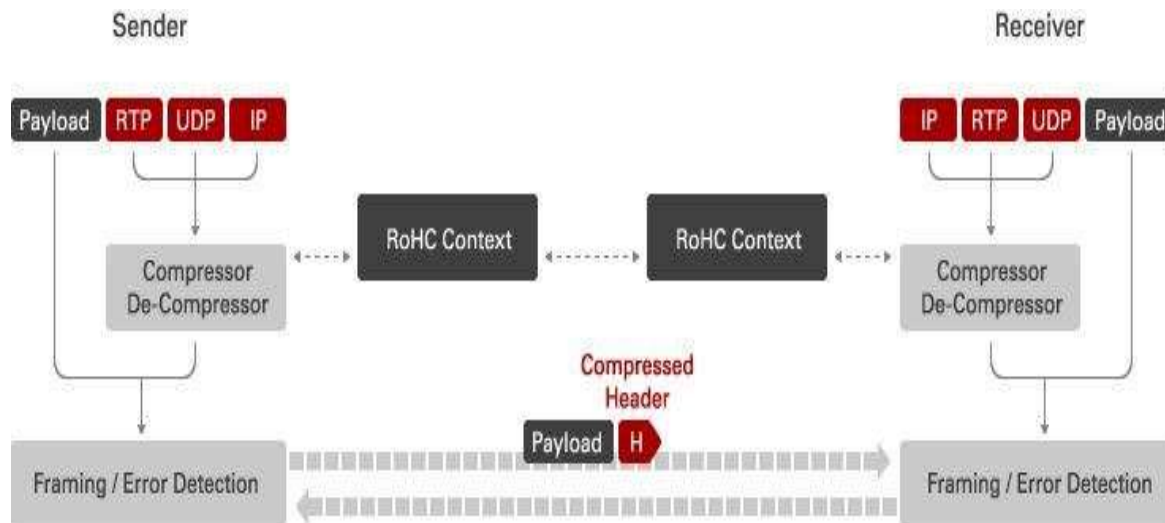 Sender
Receiver
Payload RTP UDP IP
IP RTP UDP Payload
RoHC Context
RoHC Context
Compressor
De-Compressor
Compressor
De-Compressor
Compressed
Header
Payload H
Framing / Error Detection
Framing / Error Detection